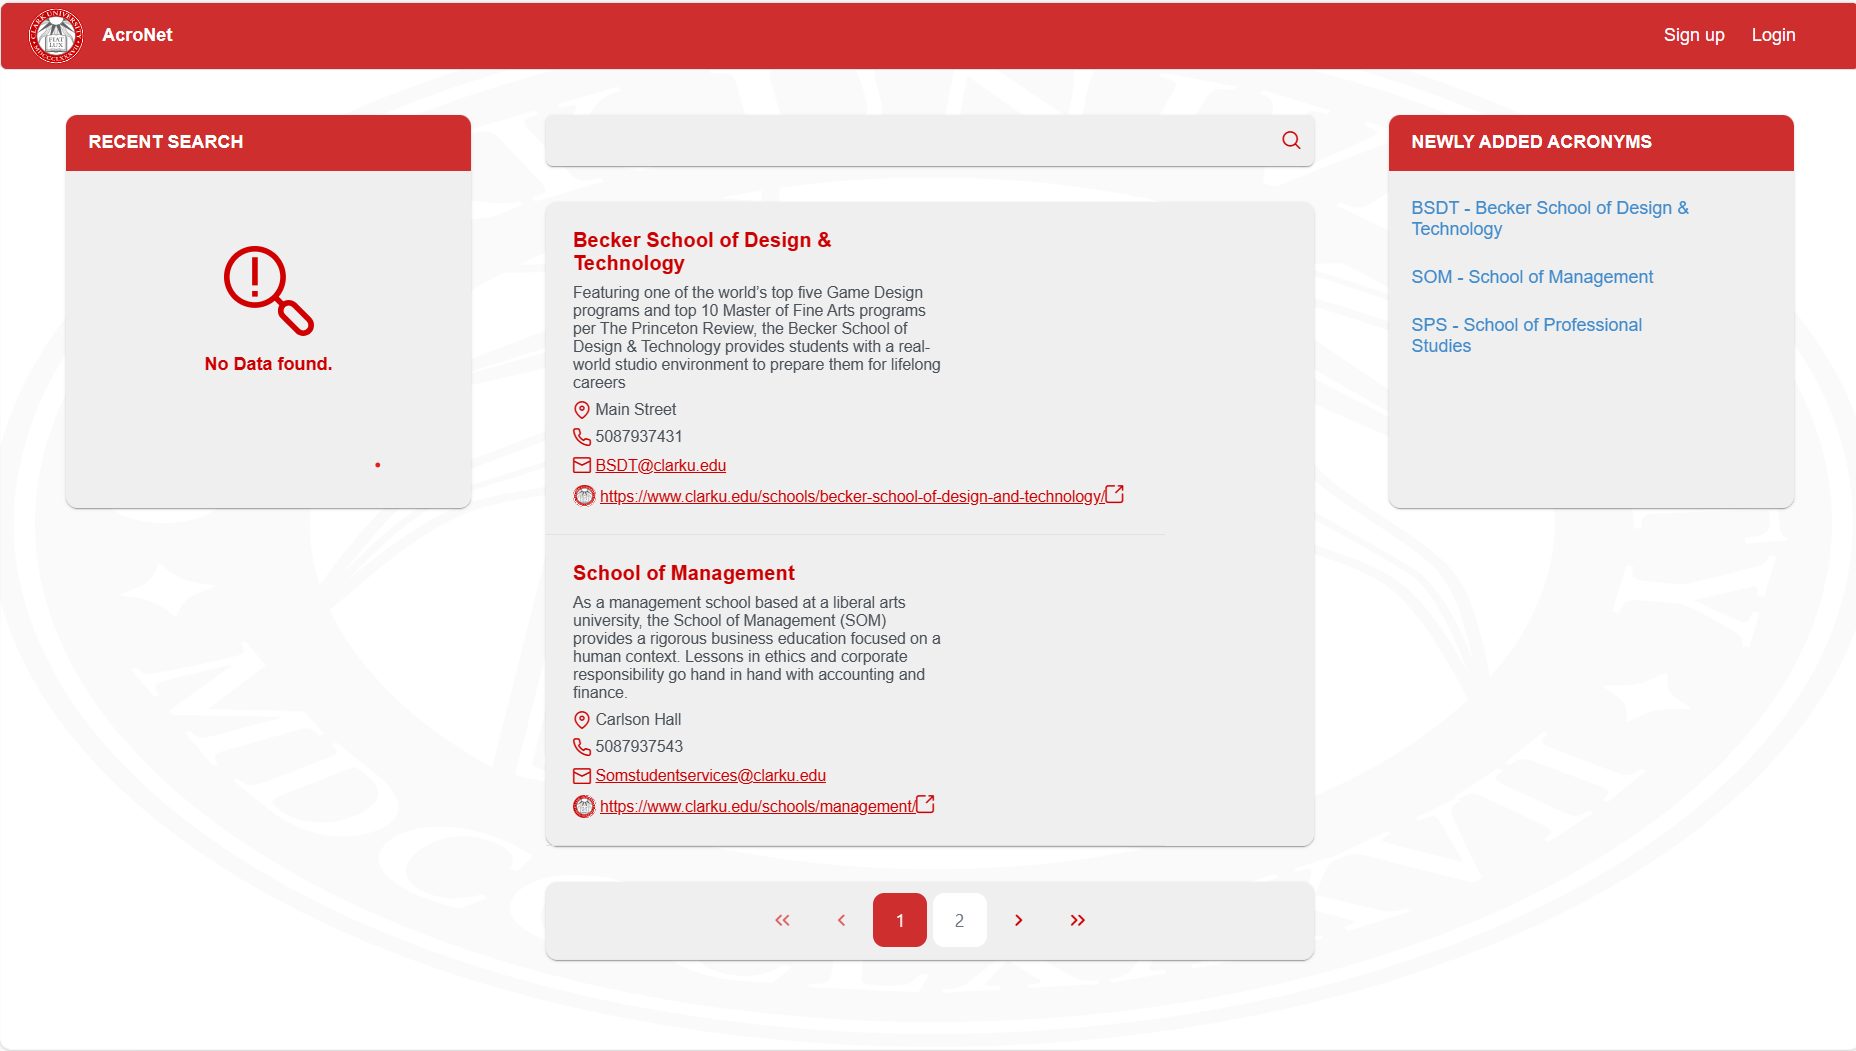 AcroNet
Sign up
Login
RECENT SEARCH
No Data found.
Becker School of Design &
Technology
Featuring one of the world’s top five Game Design
programs and top 10 Master of Fine Arts programs
per The Princeton Review, the Becker School of
Design & Technology provides students with a real-
world studio environment to prepare them for lifelong
careers
Main Street
5087937431
BSDT@clarku.edu
https://www.clarku.edu/schools/becker-school-of-design-and-technology/
School of Management
As a management school based at a liberal arts
university, the School of Management (SOM)
provides a rigorous business education focused on a
human context. Lessons in ethics and corporate
responsibility go hand in hand with accounting and
finance.
Carlson Hall
5087937543
Somstudentservices@clarku.edu
https://www.clarku.edu/schools/management/
1
2
NEWLY ADDED ACRONYMS
BSDT - Becker School of Design &
Technology
SOM - School of Management
SPS - School of Professional
Studies
CLARK UNIVERSITY
FIAT
LUX
MDCCCLXXXVII